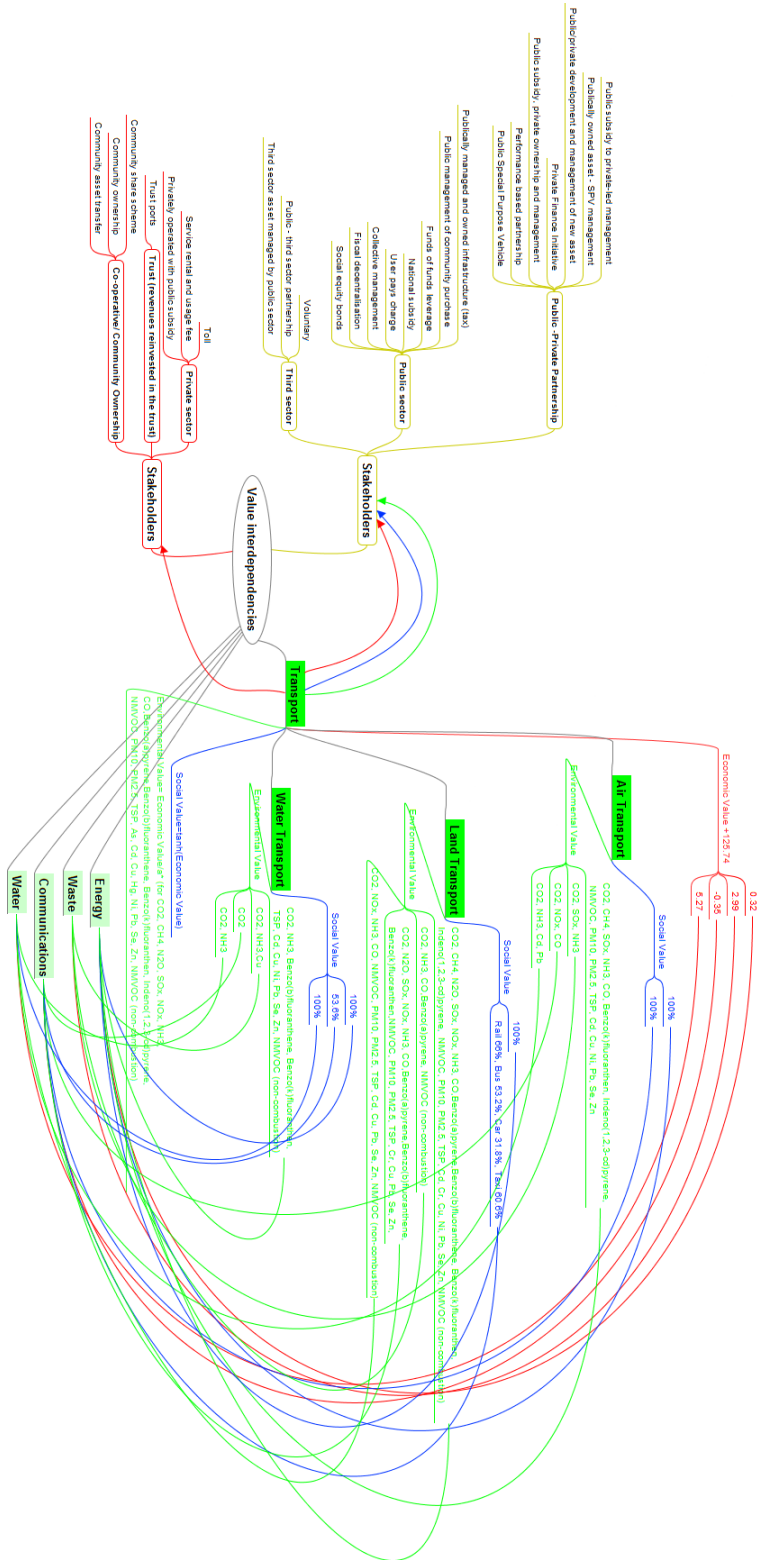 Public subsidy to private-led management
Publically owned asset - SPV management
Public/private development and management of new asset
Private Finance Initiative
Public subsidy, private ownership and management
Performance based partnership
Public Special Purpose Vehicle
Public -Private Partnership
Publically managed and owned infrastructure (tax)
Public management of community purchase
Funds of funds leverage
National subsidy
User pays charge
Collective management
Fiscal decentralisation
Social equity bonds
Public sector
Voluntary
Public - third sector partnership
Third sector asset managed by public sector
Third sector
Stakeholders
Toll
Service rental and usage fee
Privately operated with public subsidy
Private sector
Trust ports
Trust (revenues reinvested in the trust)
Community share scheme
Community ownership
Community asset transfer
Co-operative/ Community Ownership
Stakeholders
Value interdependencies
Transport
Economic Value +125.74
0.32
2.99
-0.35
5.27
Air Transport
Social Value
100%
100%
CO2, CH4, SOx, NH3, CO, Benzo(k)fluoranthen, Indeno(1,2,3-cd)pyrene,
NMVOC, PM10, PM2.5, TSP, Cd, Cu, Ni, Pb, Se, Zn
Environmental Value
CO2, SOx, NH3
CO2, NOx, CO
CO2, NH3, Cd, Pb
Land Transport
Social Value
100%
Rail 66%, Bus 53.2%, Car 31.8%, Taxi 60.6%
CO2, CH4, N2O, SOx, NOx, NH3, CO,Benzo(a)pyrene,Benzo(b)fluoranthene, Benzo(k)fluoranthen,
Indeno(1,2,3-cd)pyrene, NMVOC, PM10, PM2.5, TSP, Cd, Cr, Cu, Ni, Pb, Se, Zn, NMVOC (non-combustion)
Environmental Value
CO2, NH3, CO,Benzo(a)pyrene, NMVOC (non-combustion)
CO2, N2O, SOx, NOx, NH3, CO,Benzo(a)pyrene,Benzo(b)fluoranthene,
Benzo(k)fluoranthen,NMVOC, PM10, PM2.5, TSP, Cr, Cu, Pb, Se, Zn,
CO2, NOx, NH3, CO, NMVOC, PM10, PM2.5, TSP, Cd, Cu, Pb, Se, Zn, NMVOC (non-combustion)
Water Transport
Social Value
100%
53.6%
100%
CO2, NH3, Benzo(b)fluoranthene, Benzo(k)fluoranthen,
TSP, Cd, Cu, Ni, Pb, Se, Zn, NMVOC (non-combustion)
Environmental Value
CO2, NH3,Cu
CO2
CO2, NH3
Social Value=tanh(Economic Value)
Environmental Value= Economic Value/a* (for CO2, CH4, N2O, SOx, NOx, NH3,
CO,Benzo(a)pyrene,Benzo(b)fluoranthene, Benzo(k)fluoranthen, Indeno(1,2,3-cd)pyrene,
NMVOC, PM10, PM2.5, TSP, As, Cd, Cu, Hg, Ni, Pb, Se, Zn, NMVOC (non-combustion)
Energy
Waste
Communications
Water